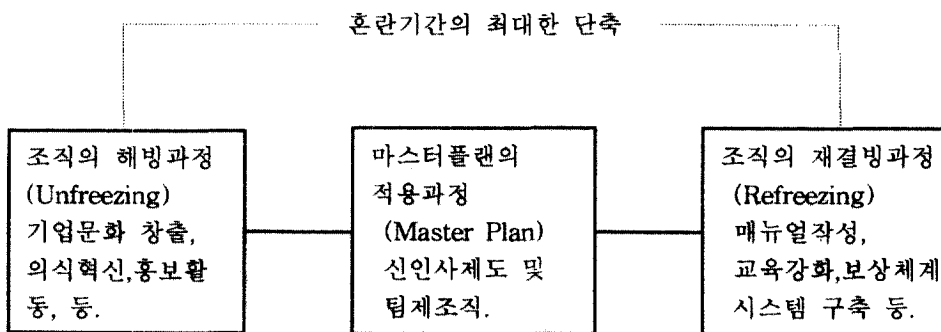 혼란기간의 최대한 단축
조직의 해빙과정
(Unfreezing)
기업문화 창출,
의식혁신,홍보활
동, 등.
마스터플랜의
적용과정
(Master Plan)
신인사제도 및
팀제조직.
조직의 재결빙과정
(Refreezing)
매뉴얼작성,
교육강화,보상체계
시스템 구축 등.